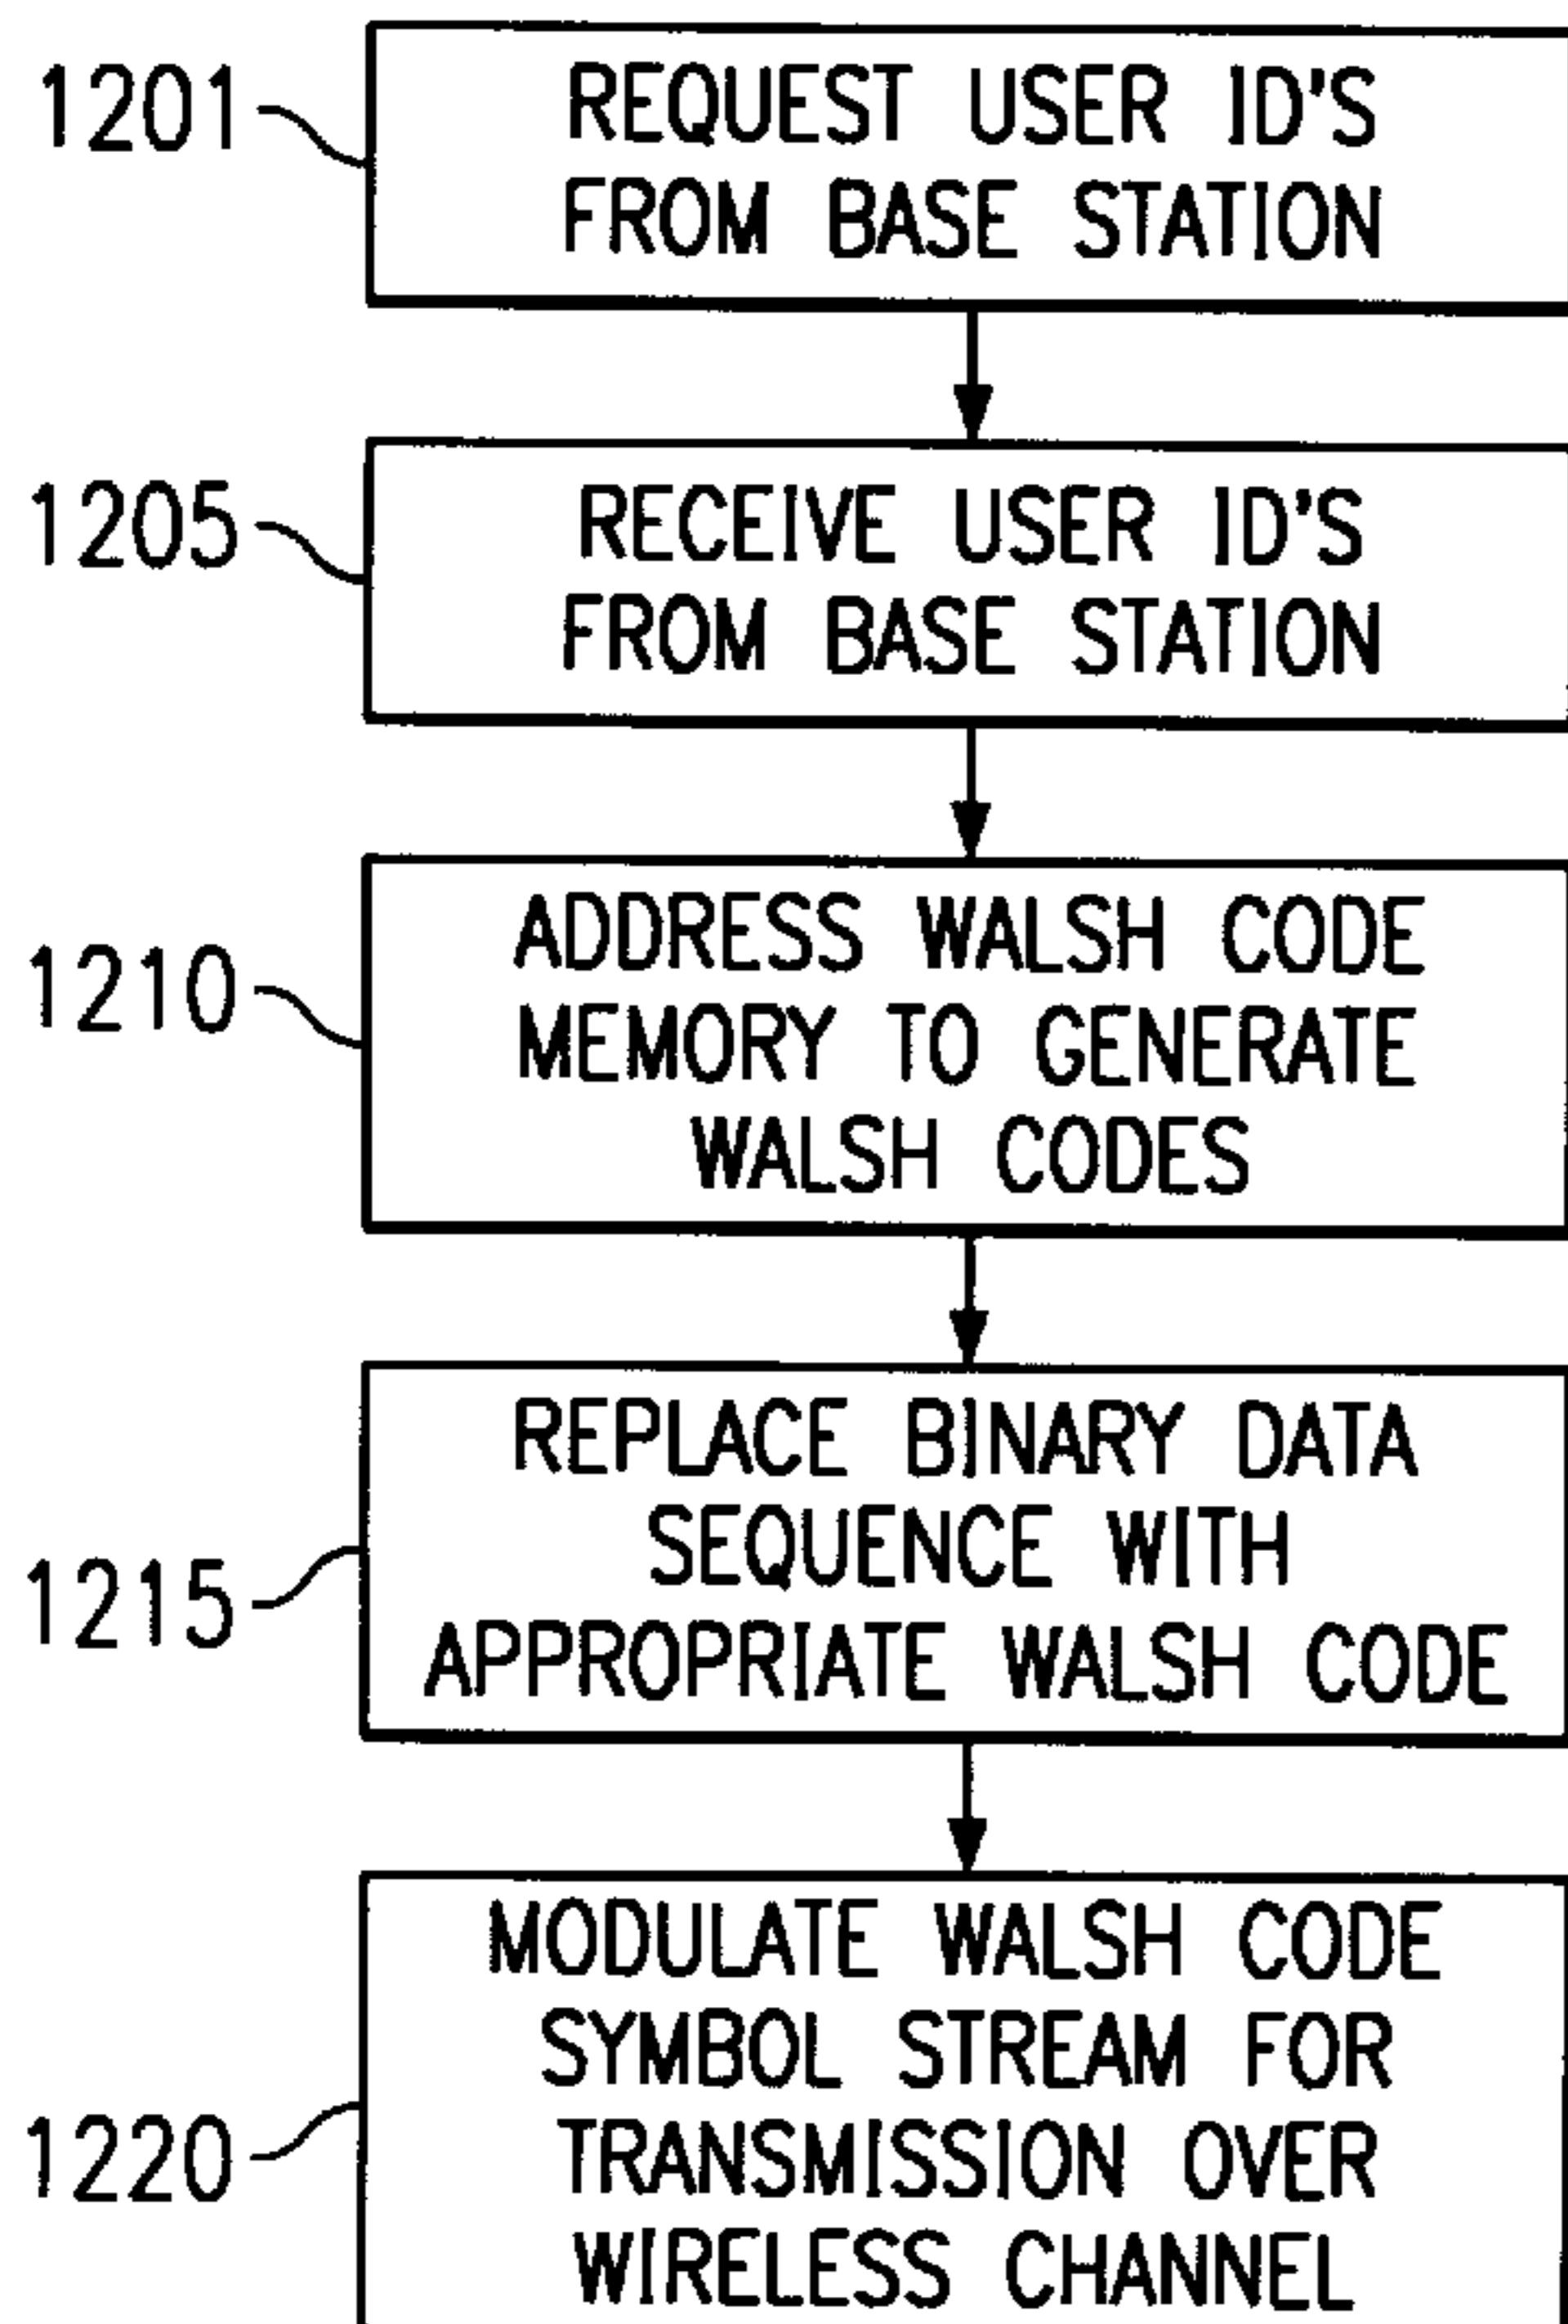 1201
REQUEST USER ID'S
FROM BASE STATION
1205
RECEIVE USER ID'S
FROM BASE STATION
1210
ADDRESS WALSH CODE
MEMORY TO GENERATE
WALSH CODES
1215
REPLACE BINARY DATA
SEQUENCE WITH
APPROPRIATE WALSH CODE
1220
MODULATE WALSH CODE
SYMBOL STREAM FOR
TRANSMISSION OVER
WIRELESS CHANNEL